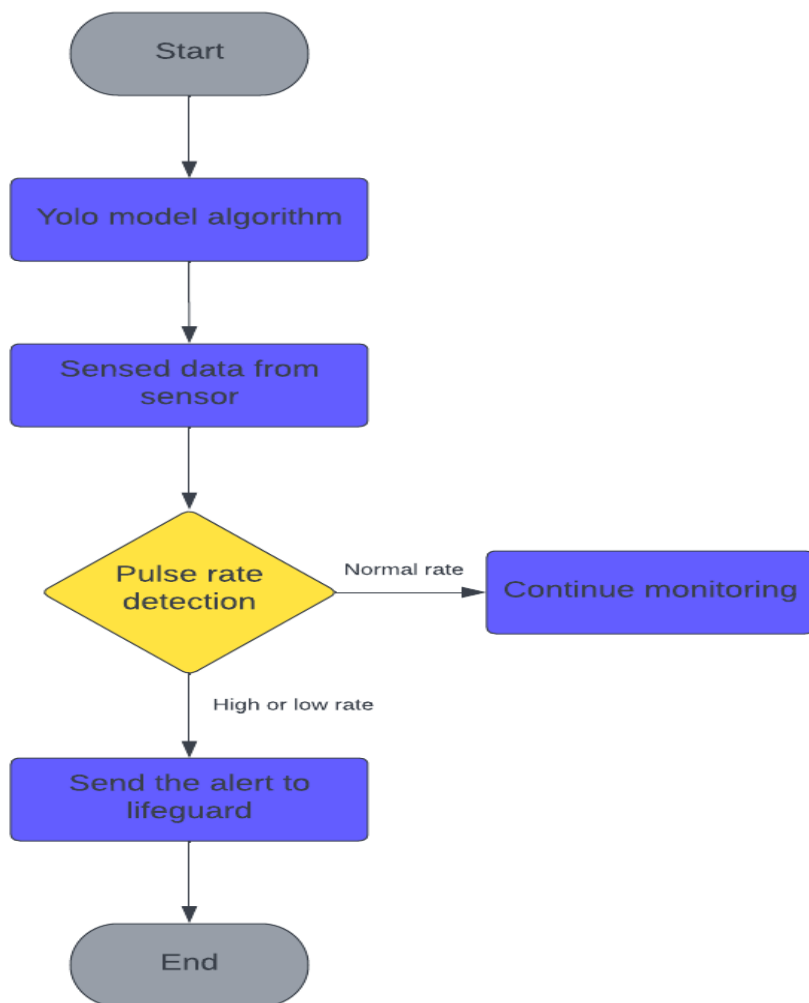 Start
Yolo model algorithm
Sensed data from
sensor
Pulse rate
detection
Normal rate
Continue monitoring
High or low rate
Send the alert to
lifeguard
End